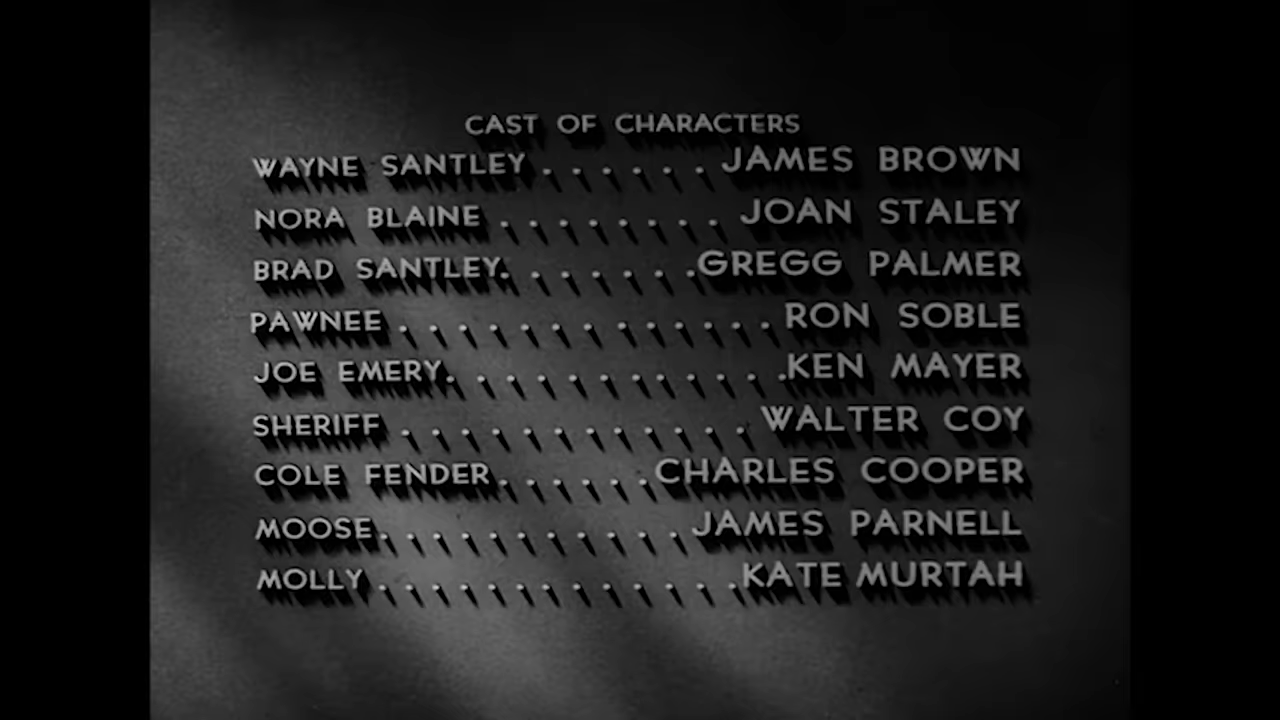 CAST OF CHARACTERS
WAYNE SANTLEY . . . . . . JAMES BROWN
NORA BLAINE . . . . . . . . JOAN STALEY
BRAD SANTLEY. . . . . . .GREGG PALMER
PAWNEE . . . . . . . . . . . . . RON SOBLE
JOE EMERY. . . . . . . . . . . .KEN MAYER
SHERIFF . . . . . . . . . . . . WALTER COY
COLE FENDER. . . . . .CHARLES COOPER
MOOSE. . . . . . . . . . . JAMES PARNELL
MOLLY . . . . . . . . . . . . .KATE MURTAH